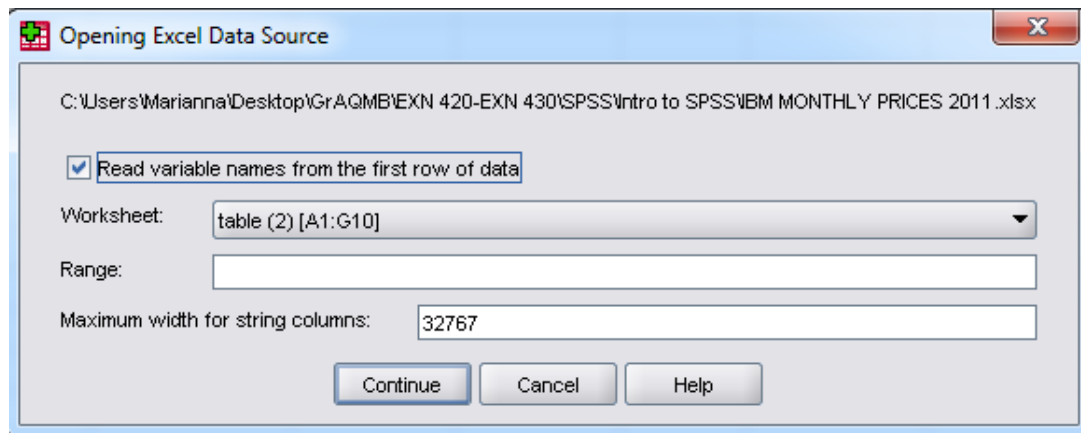 Opening Excel Data Source
C:\Users\Marianna\Desktop\GrAQMB\EXN 420-EXN 430\SPSS\Intro to SPSS\IBM MONTHLY PRICES 2011.xlsx
Read variable names from the first row of data
Worksheet: table (2) [A1:G10]
Range:
Maximum width for string columns: 32767
Continue Cancel Help